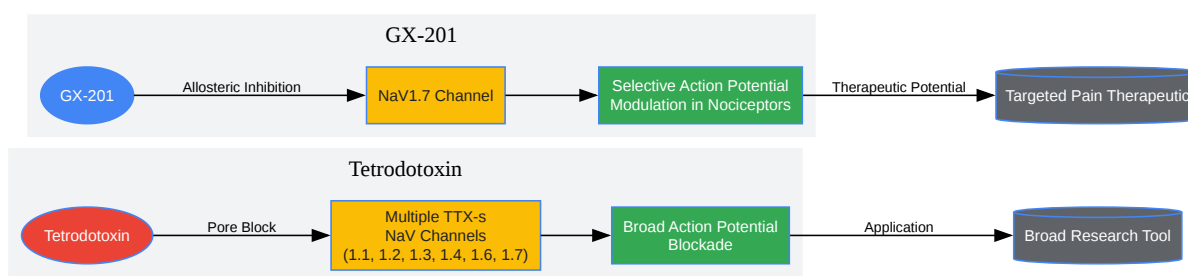 GX-201
GX-201
Allosteric Inhibition
NaV1.7 Channel
Selective Action Potential
Modulation in Nociceptors
Therapeutic Potential
Targeted Pain Therapeutic
Tetrodotoxin
Tetrodotoxin
Pore Block
Multiple TTX-s
NaV Channels
(1.1, 1.2, 1.3, 1.4, 1.6, 1.7)
Broad Action Potential
Blockade
Application
Broad Research Tool